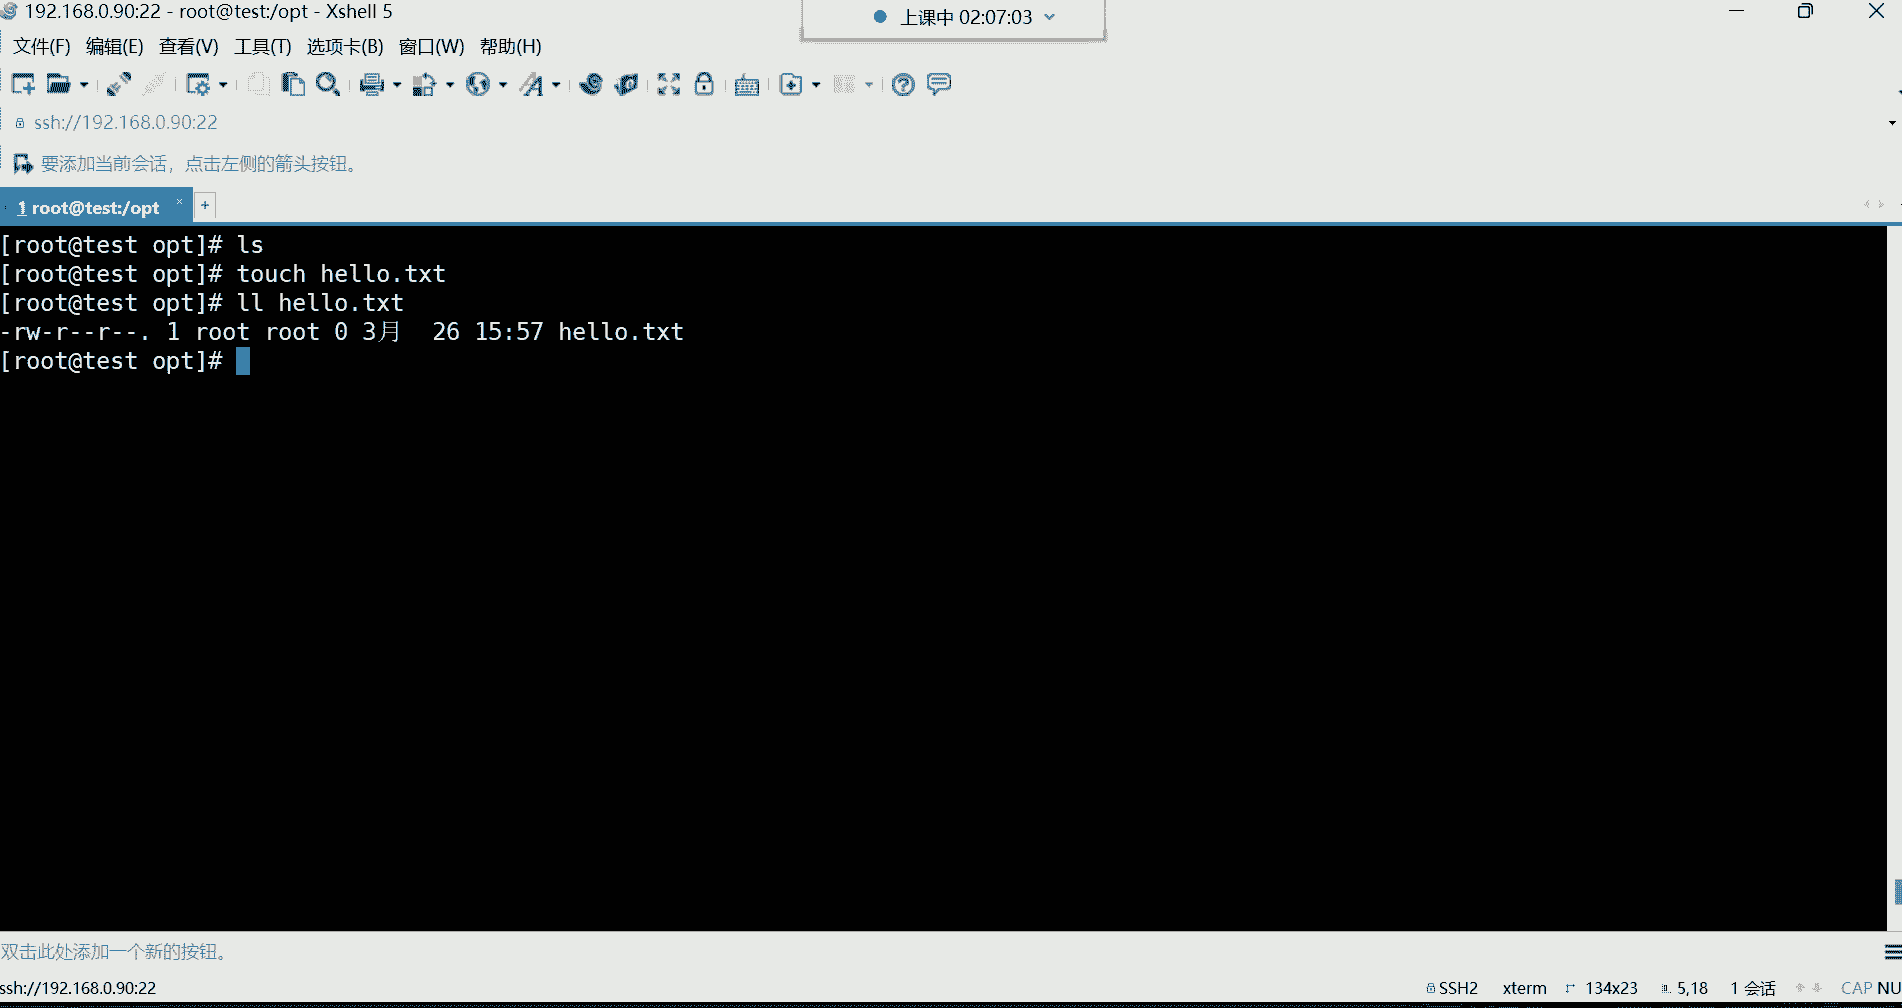 192.168.0.90:22 - root@test:/opt - Xshell 5
上课中 02:07:03
文件(F) 编辑(E) 查看(V) 工具(T) 选项卡(B) 窗口(W) 帮助(H)
ssh://192.168.0.90:22
要添加当前会话，点击左侧的箭头按钮。
1 root@test:/opt × +
[root@test opt]# ls
[root@test opt]# touch hello.txt
[root@test opt]# ll hello.txt
-rw-r--r--. 1 root root 0 3月  26 15:57 hello.txt
[root@test opt]#
双击此处添加一个新的按钮。
ssh://192.168.0.90:22 SSH2 xterm 134x23 5,18 1 会话 CAP NU